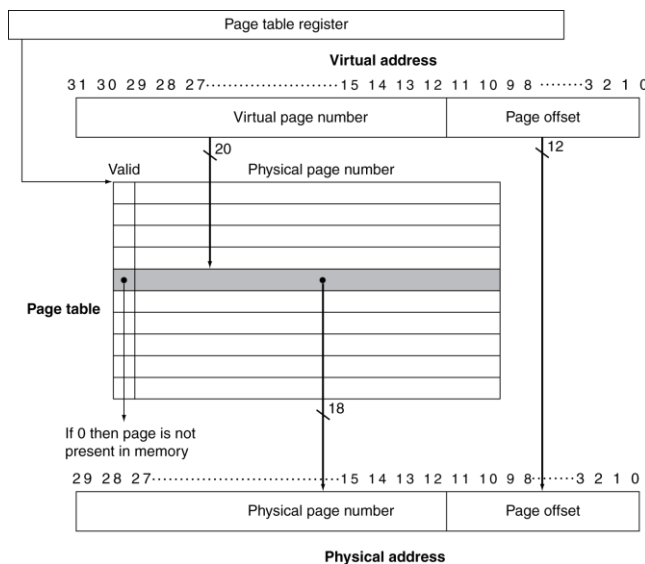 Page table register
Virtual address
31 30 29 28 27····················15 14 13 12 11 10 9 8 ·······3 2 1 0
Virtual page number Page offset
20 12
Valid Physical page number
Page table
18
If 0 then page is not
present in memory
29 28 27····························15 14 13 12 11 10 9 8·······3 2 1 0
Physical page number Page offset
Physical address